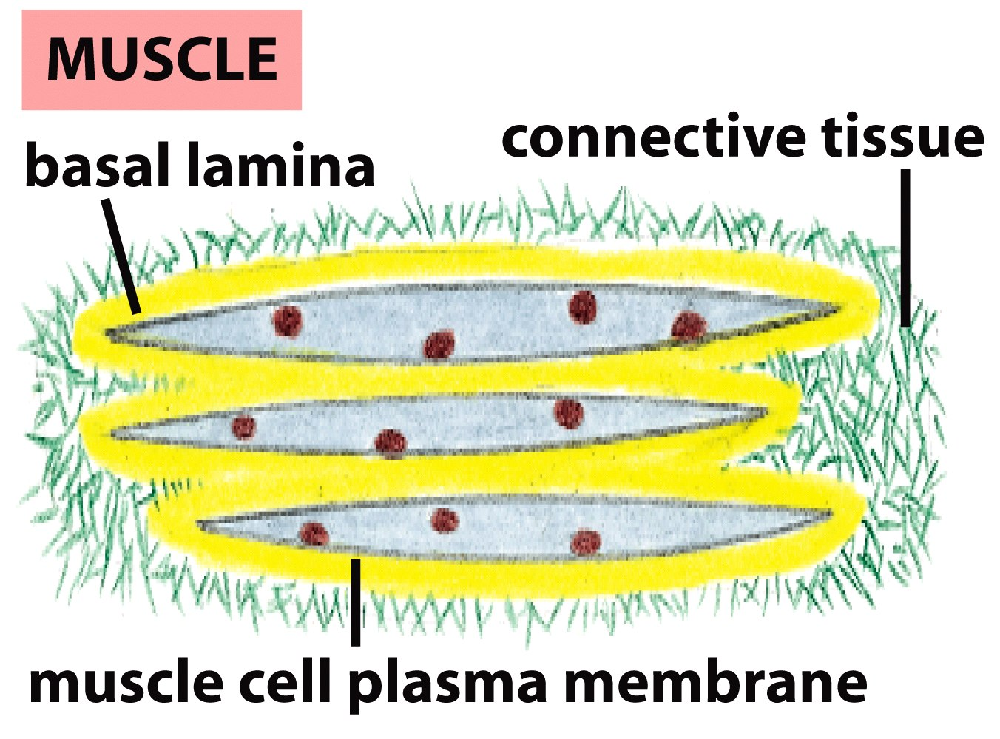 MUSCLE
basal lamina
connective tissue
muscle cell plasma membrane